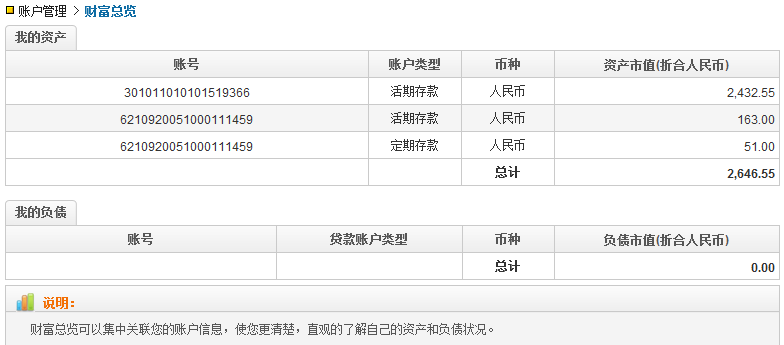 账户管理 > 财富总览
我的资产
账号 账户类型 币种 资产市值(折合人民币)
301011010101519366 活期存款 人民币 2,432.55
6210920051000111459 活期存款 人民币 163.00
6210920051000111459 定期存款 人民币 51.00
总计 2,646.55
我的负债
账号 贷款账户类型 币种 负债市值(折合人民币)
总计 0.00
说明：
财富总览可以集中关联您的账户信息，使您更清楚，直观的了解自己的资产和负债状况。